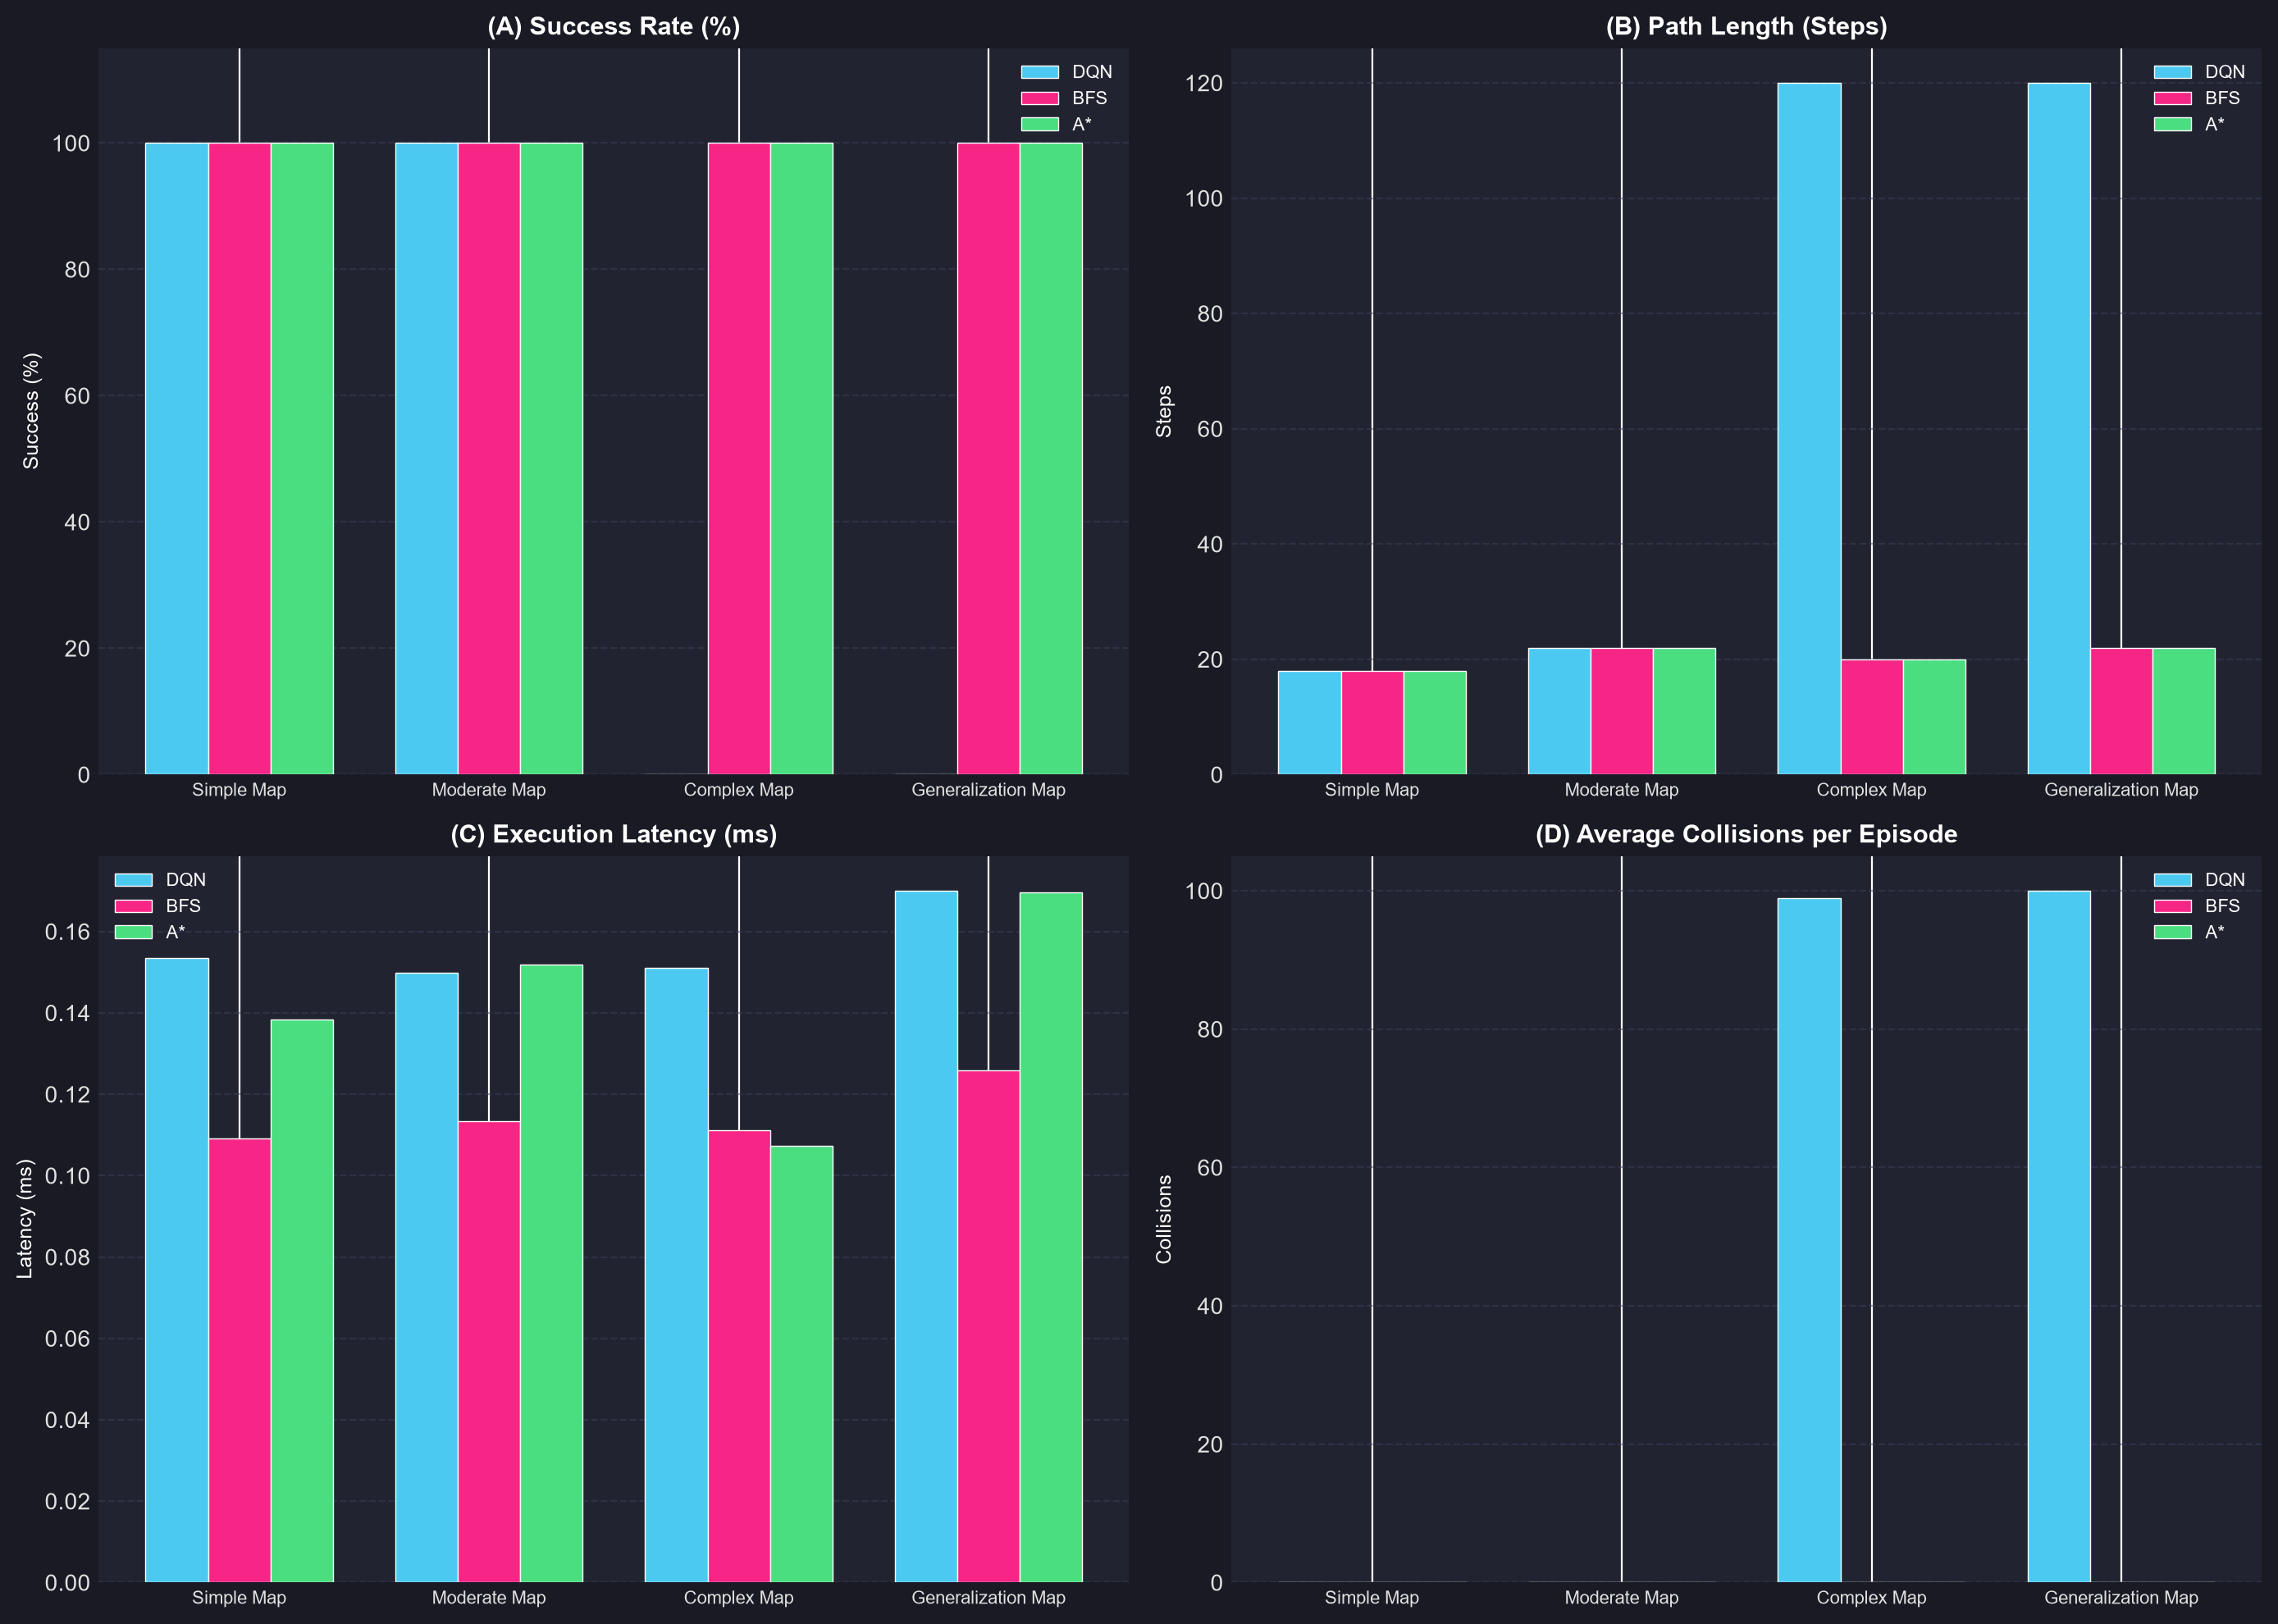 (A) Success Rate (%)
DQN
BFS
A*
100
80
60
40
20
0
Success (%)
Simple Map
Moderate Map
Complex Map
Generalization Map
(B) Path Length (Steps)
DQN
BFS
A*
120
100
80
60
40
20
0
Steps
Simple Map
Moderate Map
Complex Map
Generalization Map
(C) Execution Latency (ms)
DQN
BFS
A*
0.16
0.14
0.12
0.10
0.08
0.06
0.04
0.02
0.00
Latency (ms)
Simple Map
Moderate Map
Complex Map
Generalization Map
(D) Average Collisions per Episode
DQN
BFS
A*
100
80
60
40
20
0
Collisions
Simple Map
Moderate Map
Complex Map
Generalization Map